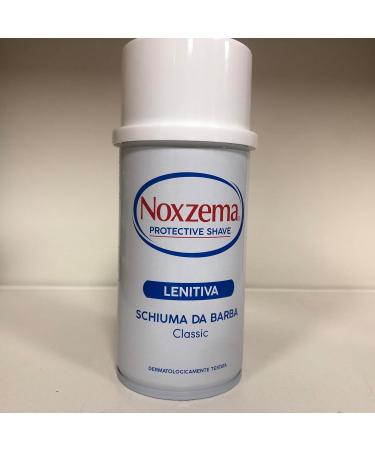 Noxzema®
PROTECTIVE SHAVE
LENITIVA
SCHIUMA DA BARBA
Classic
DERMATOLOGICAMENTE TESTATA